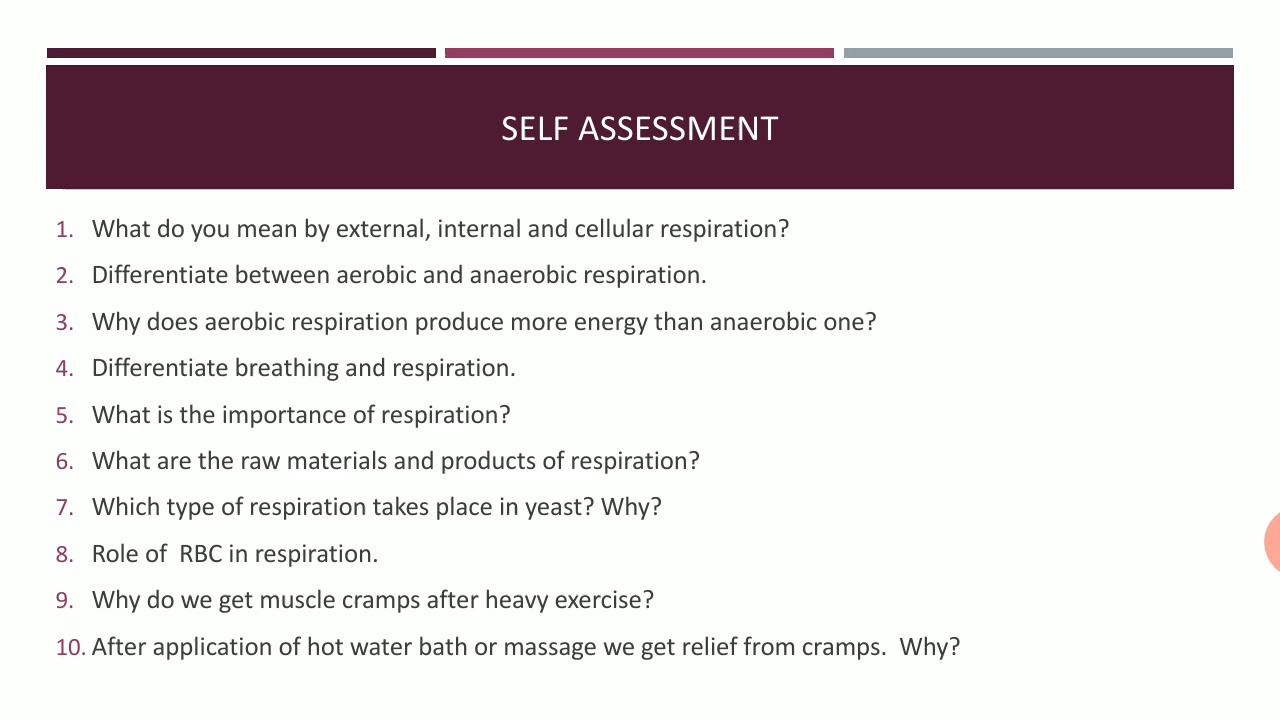 SELF ASSESSMENT
1. What do you mean by external, internal and cellular respiration?
2. Differentiate between aerobic and anaerobic respiration.
3. Why does aerobic respiration produce more energy than anaerobic one?
4. Differentiate breathing and respiration.
5. What is the importance of respiration?
6. What are the raw materials and products of respiration?
7. Which type of respiration takes place in yeast? Why?
8. Role of  RBC in respiration.
9. Why do we get muscle cramps after heavy exercise?
10. After application of hot water bath or massage we get relief from cramps.  Why?